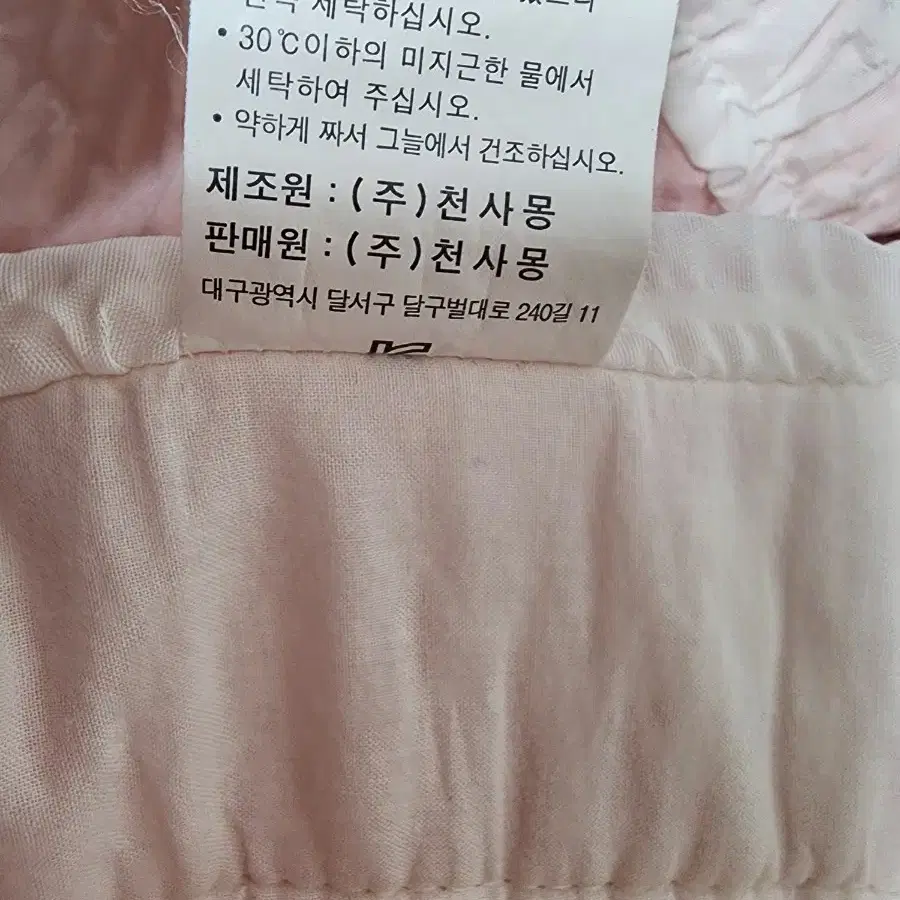 세탁하십시오.
• 30℃이하의 미지근한 물에서
세탁하여 주십시오.
• 약하게 짜서 그늘에서 건조하십시오.
제조원 : (주)천사몽
판매원 : (주)천사몽
대구광역시 달서구 달구벌대로 240길 11